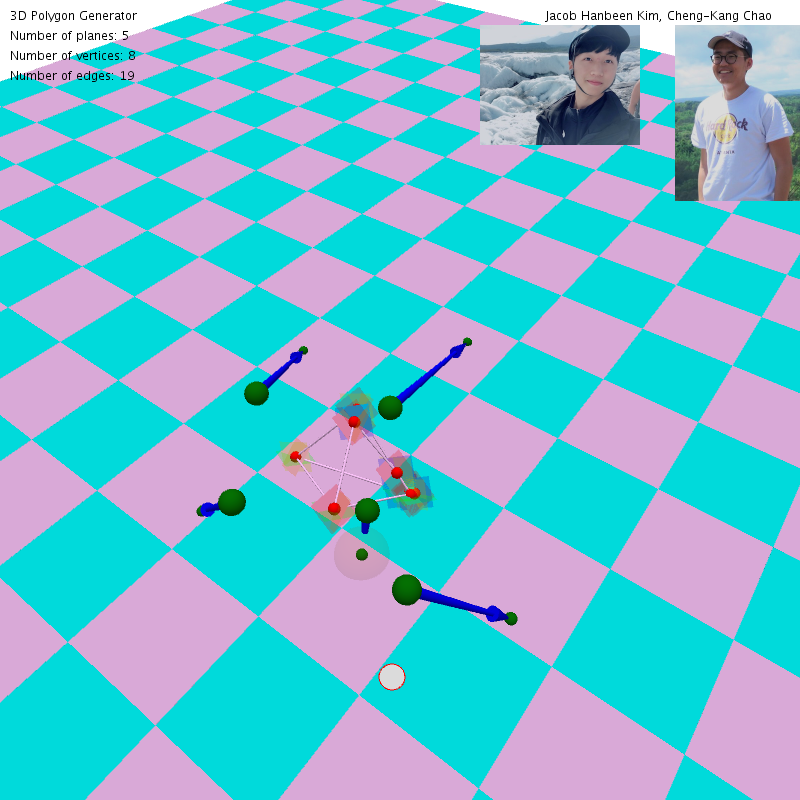 3D Polygon Generator
Jacob Hanbeen Kim, Cheng-Kang Chao
Number of planes: 5
Number of vertices: 8
Number of edges: 19